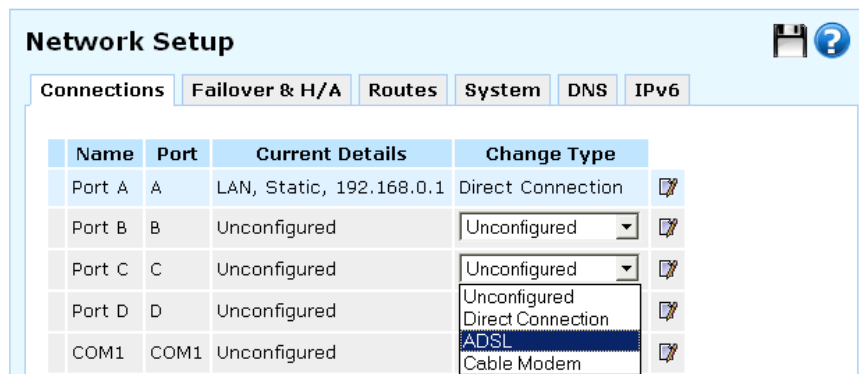 Network Setup
Connections Failover & H/A Routes System DNS IPv6
Name Port Current Details Change Type
Port A A LAN, Static, 192.168.0.1 Direct Connection
Port B B Unconfigured Unconfigured
Port C C Unconfigured Unconfigured
Unconfigured
Port D D Unconfigured Direct Connection
ADSL
COM1 COM1 Unconfigured Cable Modem